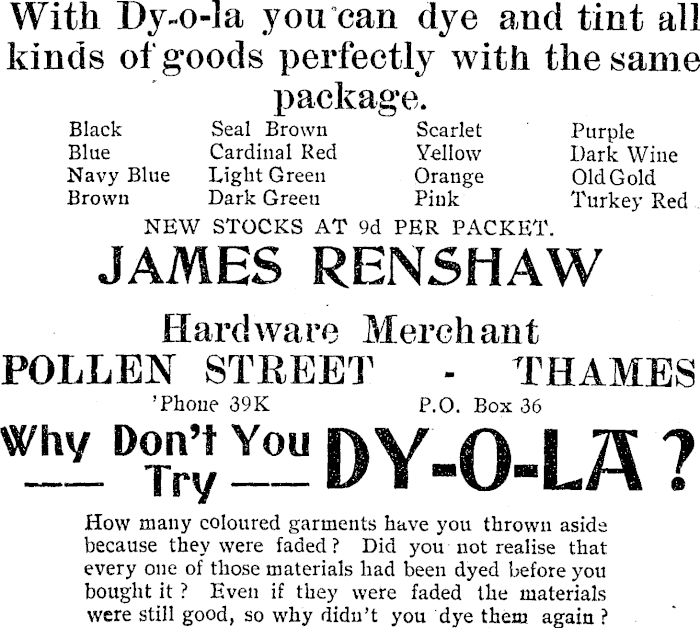 With Dy-o-la you can dye and tint all
kinds of goods perfectly with the same
package.
Black Seal Brown Scarlet Purple
Blue Cardinal Red Yellow Dark Wine
Navy Blue Light Green Orange Old Gold
Brown Dark Green Pink Turkey Red
NEW STOCKS AT 9d PER PACKET.
JAMES RENSHAW
Hardware Merchant
POLLEN STREET - THAMES
'Phone 39K P.O. Box 36
Why Don't You
Try DY-O-LA ?
How many coloured garments have you thrown aside
because they were faded ? Did you not realise that
every one of those materials had been dyed before you
bought it ? Even if they were faded the materials
were still good, so why didn't you dye them again ?